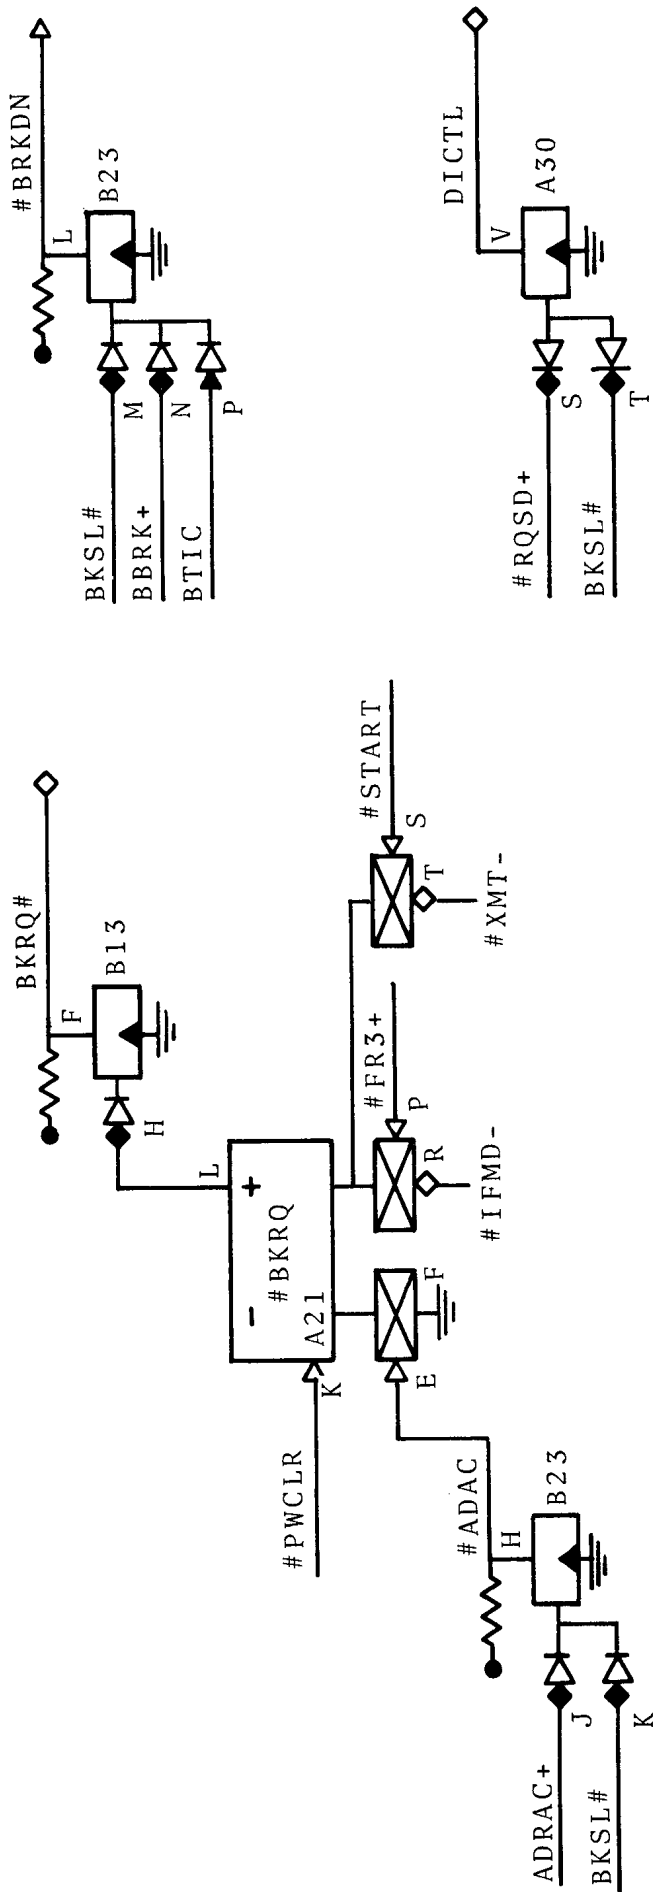 #BRKDN
L
B23
M
N
P
BKSL#
BBRK+
BTIC
DICTL
V
A30
S
T
#RQSD+
BKSL#
BKRQ#
F
B13
H
L
+
-
#BKRQ
A21
K
#PWCLR
#START
S
T
#XMT-
#FR3+
P
R
#IFMD-
F
E
#ADAC
H
B23
J
K
ADRAC+
BKSL#